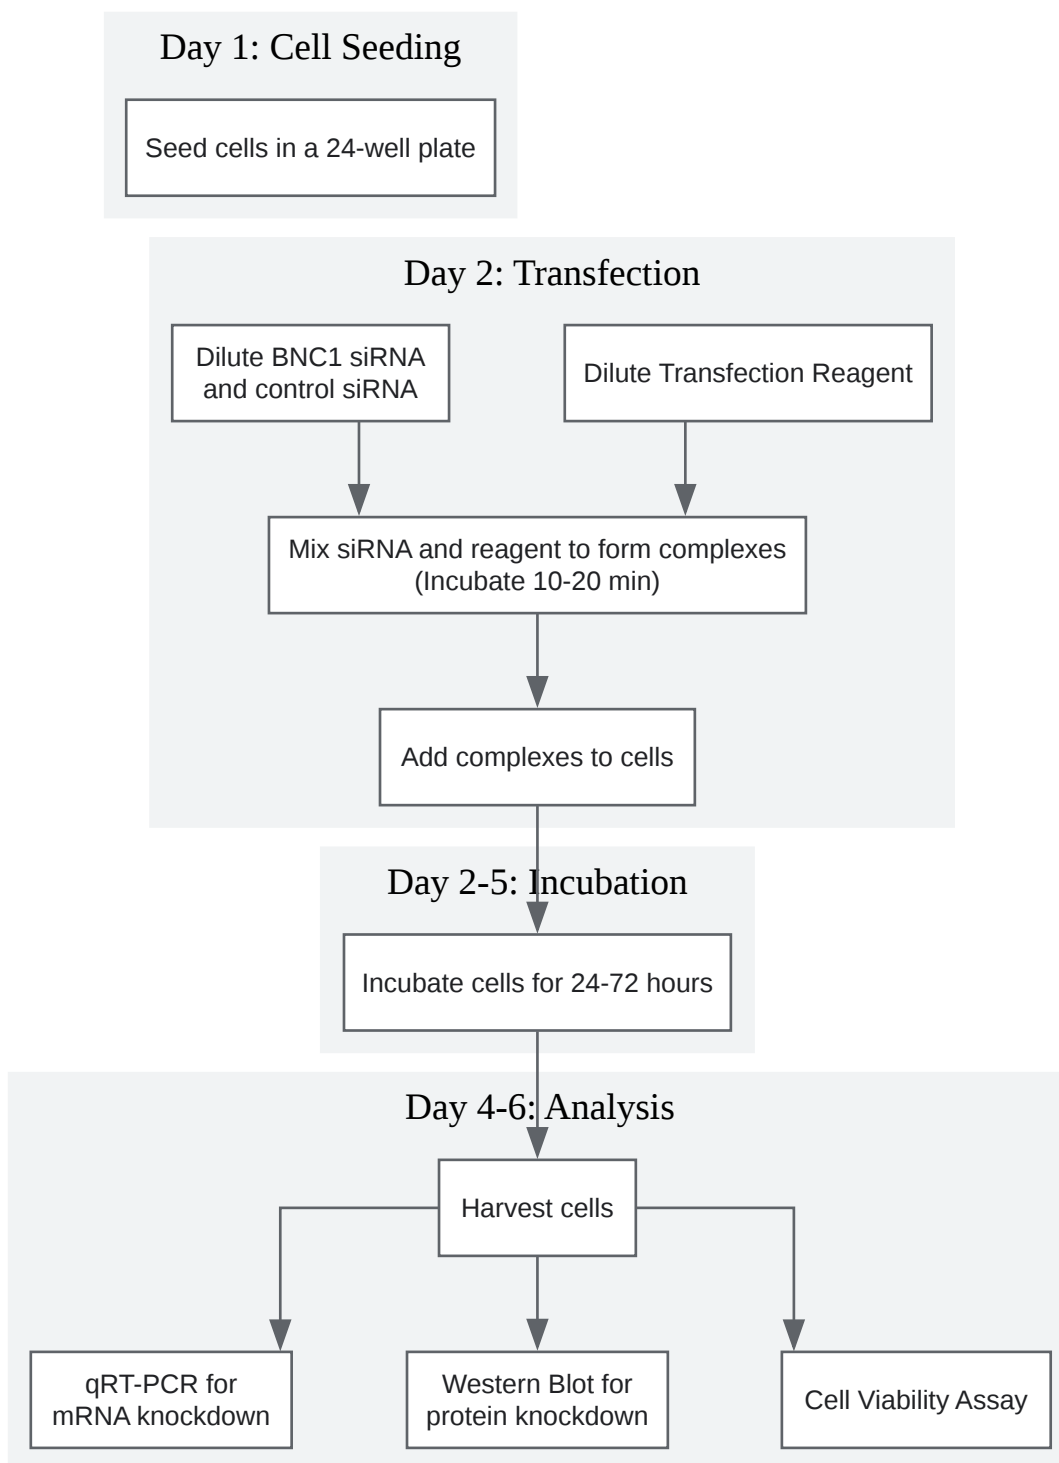 Day 1: Cell Seeding
Seed cells in a 24-well plate
Day 2: Transfection
Dilute BNC1 siRNA
and control siRNA
Dilute Transfection Reagent
Mix siRNA and reagent to form complexes
(Incubate 10-20 min)
Add complexes to cells
Day 2-5: Incubation
Incubate cells for 24-72 hours
Day 4-6: Analysis
Harvest cells
qRT-PCR for
mRNA knockdown
Western Blot for
protein knockdown
Cell Viability Assay